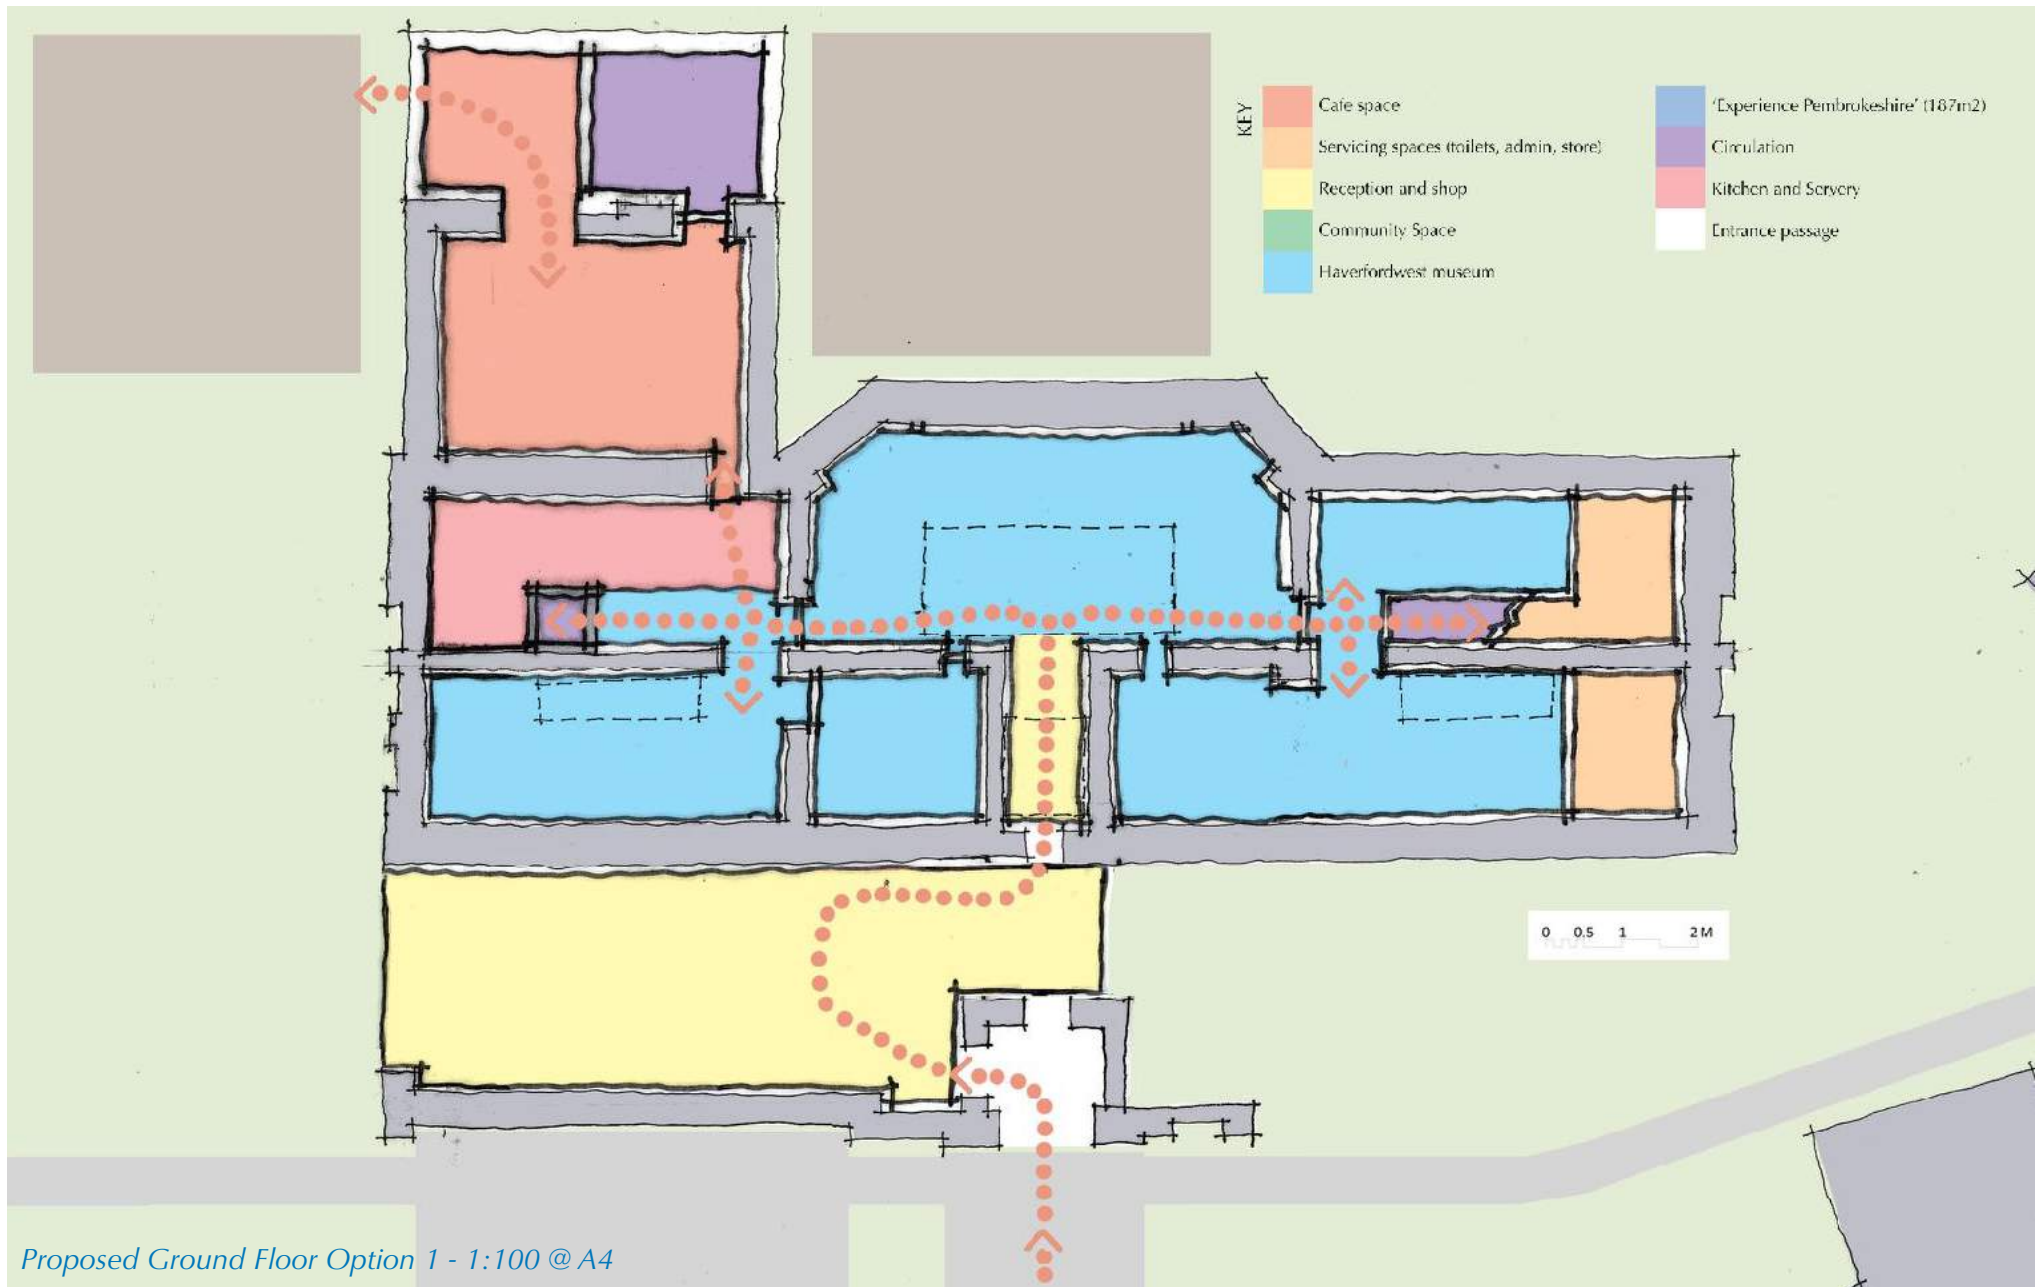 KEY
Cafe space
Servicing spaces (toilets, admin, store)
Reception and shop
Community Space
Haverfordwest museum
‘Experience Pembrokeshire’ (187m2)
Circulation
Kitchen and Servery
Entrance passage
0 0.5 1 2M
Proposed Ground Floor Option 1 - 1:100 @ A4